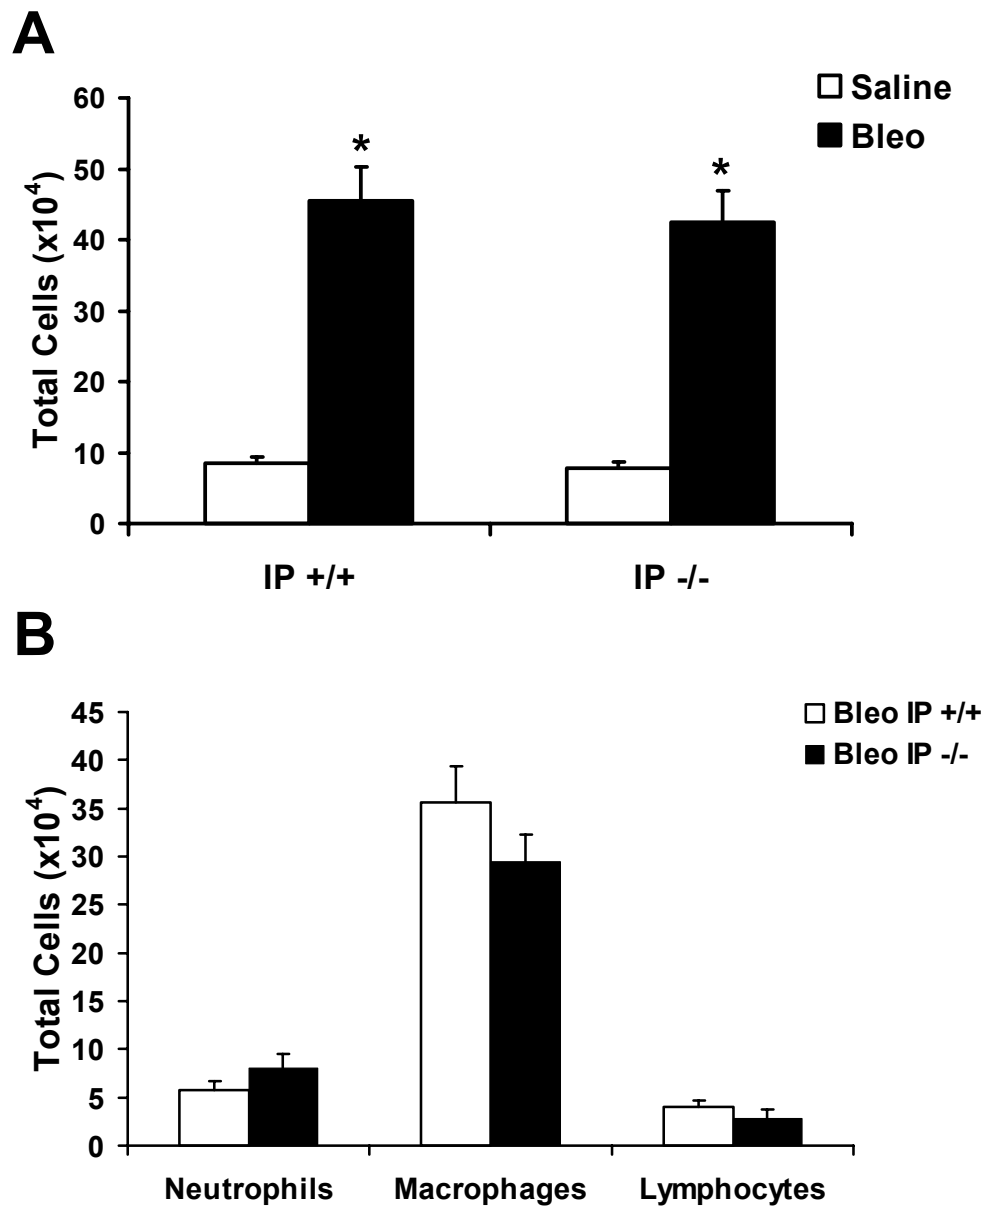 A
Saline
Bleo
Total Cells (x10⁴)
60
50
40
30
20
10
0
*
*
IP +/+
IP -/-
B
Bleo IP +/+
Bleo IP -/-
Total Cells (x10⁴)
45
40
35
30
25
20
15
10
5
0
Neutrophils Macrophages Lymphocytes